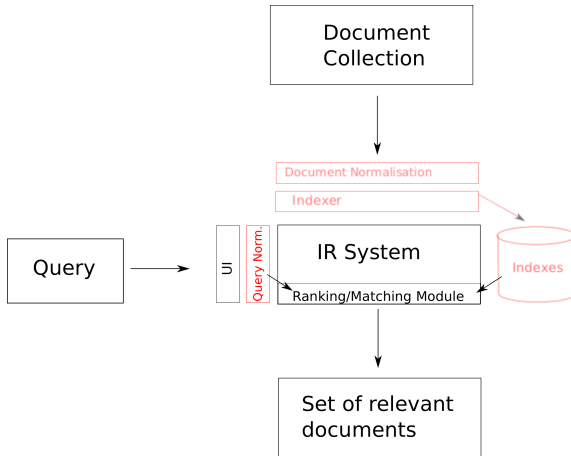 Document
Collection
Document Normalisation
Indexer
Query
UI
Query Norm.
IR System
Indexes
Ranking/Matching Module
Set of relevant
documents